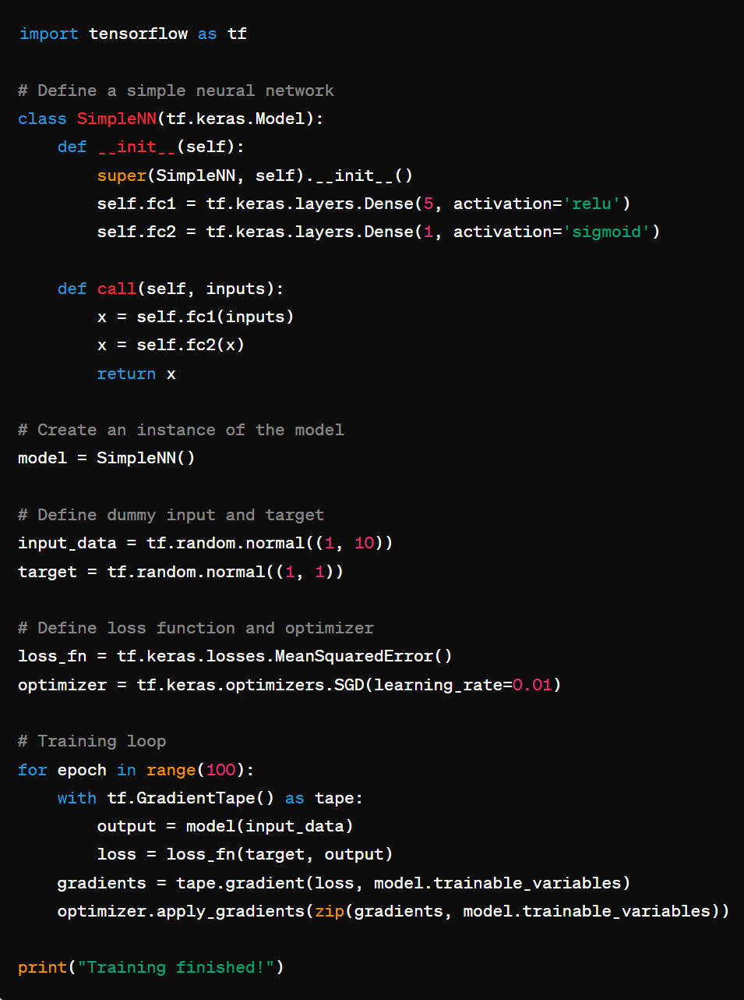 import tensorflow as tf
# Define a simple neural network
class SimpleNN(tf.keras.Model):
    def __init__(self):
        super(SimpleNN, self).__init__()
        self.fc1 = tf.keras.layers.Dense(5, activation='relu')
        self.fc2 = tf.keras.layers.Dense(1, activation='sigmoid')
    def call(self, inputs):
        x = self.fc1(inputs)
        x = self.fc2(x)
        return x
# Create an instance of the model
model = SimpleNN()
# Define dummy input and target
input_data = tf.random.normal((1, 10))
target = tf.random.normal((1, 1))
# Define loss function and optimizer
loss_fn = tf.keras.losses.MeanSquaredError()
optimizer = tf.keras.optimizers.SGD(learning_rate=0.01)
# Training loop
for epoch in range(100):
    with tf.GradientTape() as tape:
        output = model(input_data)
        loss = loss_fn(target, output)
    gradients = tape.gradient(loss, model.trainable_variables)
    optimizer.apply_gradients(zip(gradients, model.trainable_variables))
print("Training finished!")